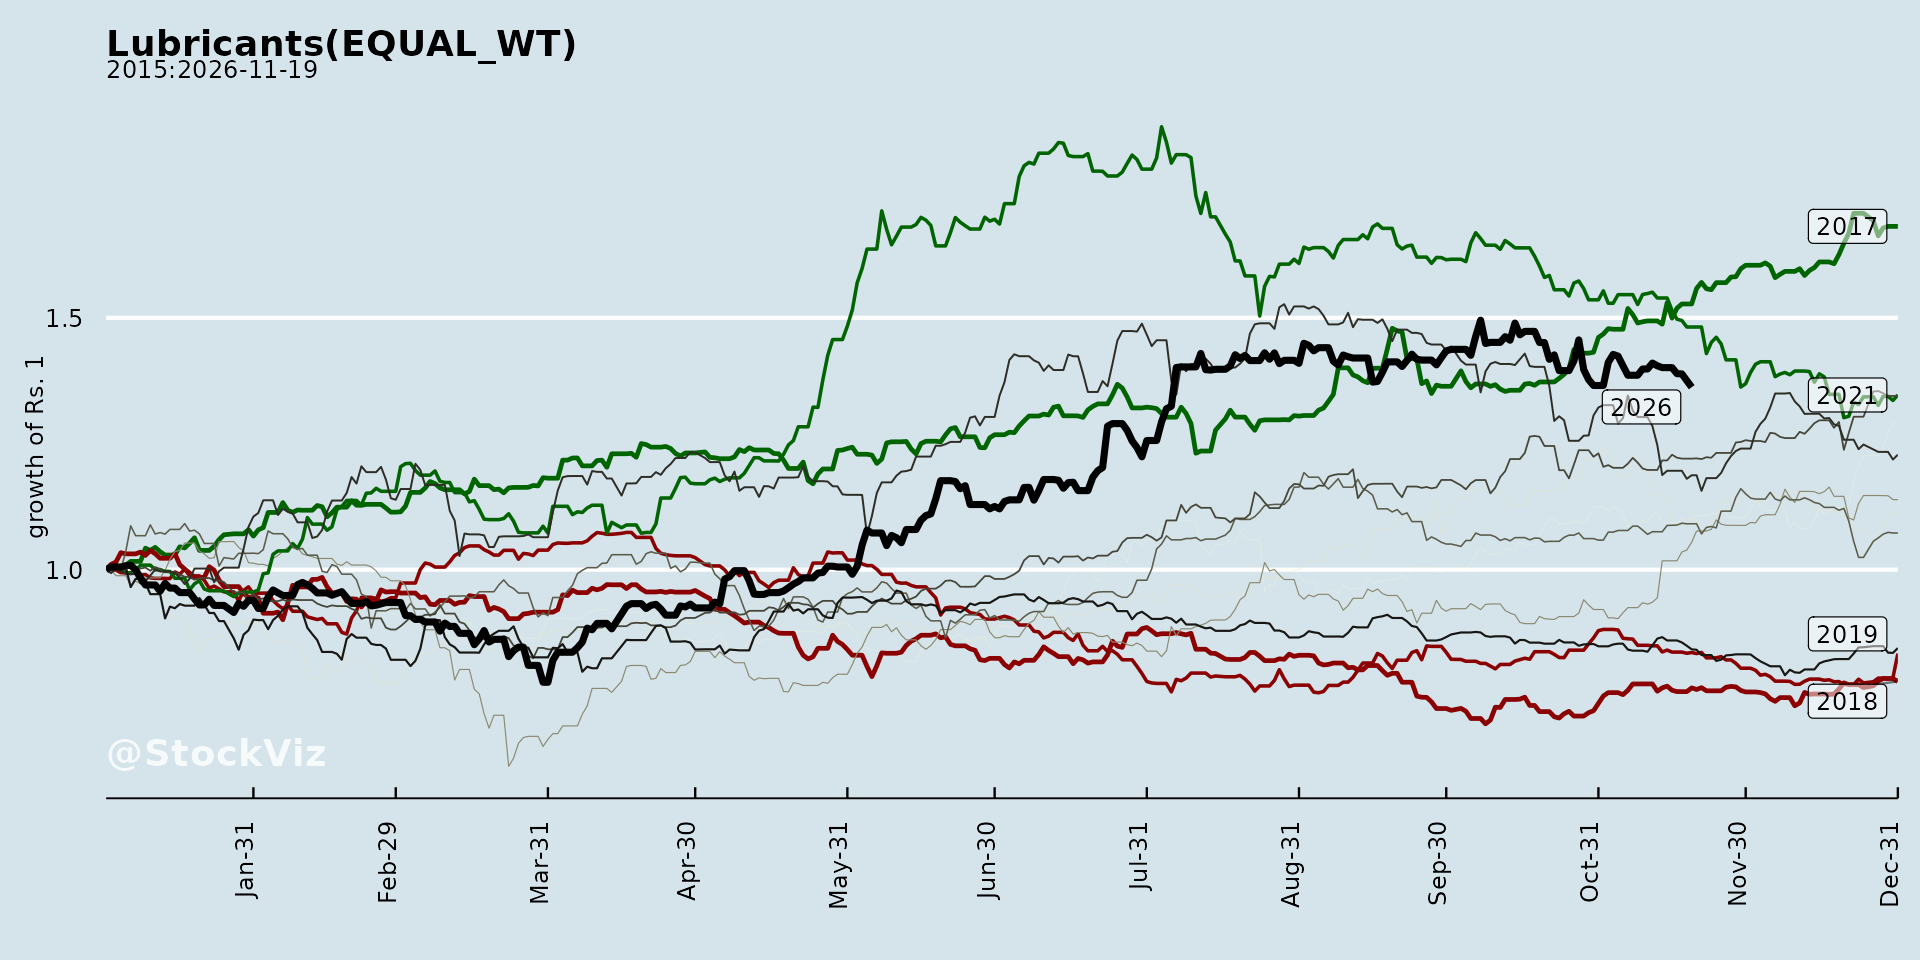 Lubricants(EQUAL_WT)
2015:2026-11-19
growth of Rs. 1
1.5
1.0
2017
2021
2026
2019
2018
@StockViz
Jan-31
Feb-29
Mar-31
Apr-30
May-31
Jun-30
Jul-31
Aug-31
Sep-30
Oct-31
Nov-30
Dec-31